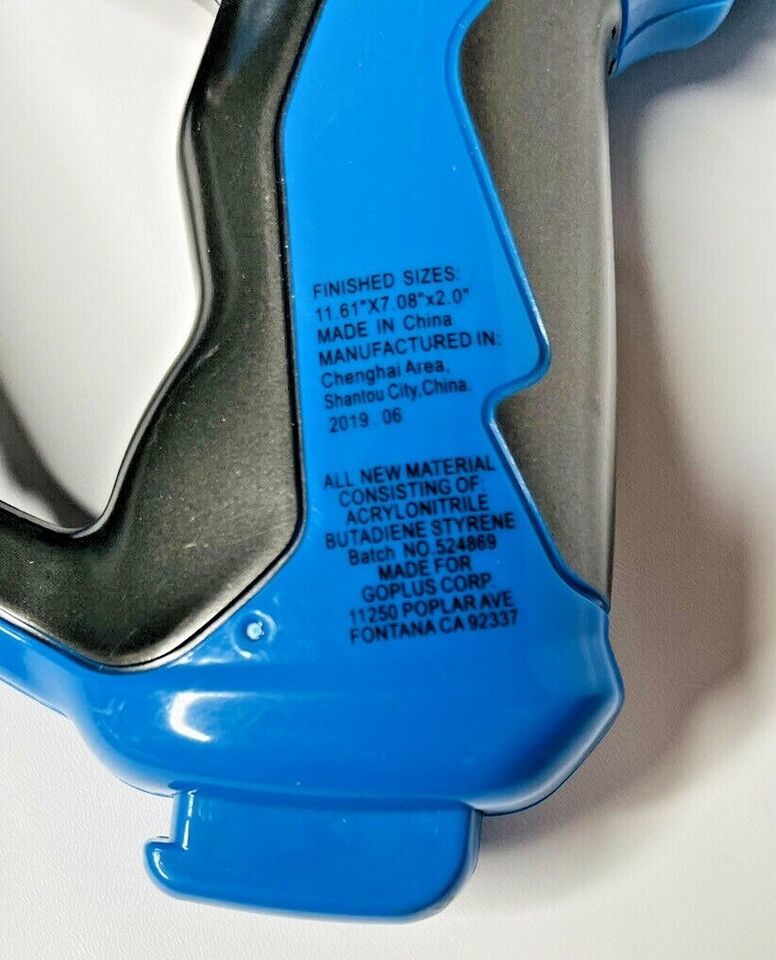 FINISHED SIZES:
11.61"X7.08"x2.0"
MADE IN China
MANUFACTURED IN:
Chenghai Area,
Shantou City,China.
2019.06
ALL NEW MATERIAL
CONSISTING OF:
ACRYLONITRILE
BUTADIENE STYRENE
Batch NO.524869
MADE FOR
GOPLUS CORP.
11250 POPLAR AVE
FONTANA CA 92337